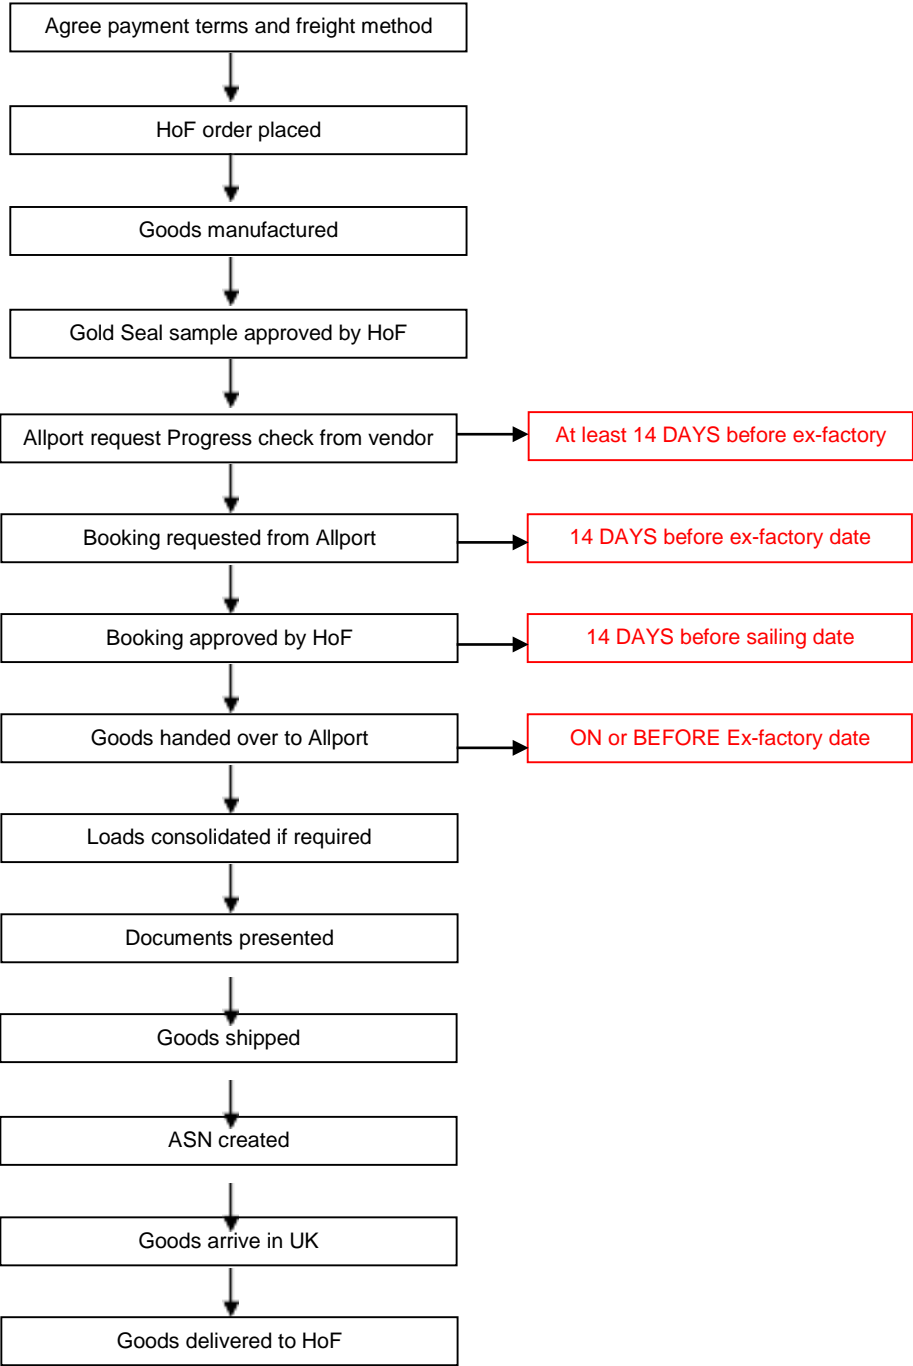 Agree payment terms and freight method
HoF order placed
Goods manufactured
Gold Seal sample approved by HoF
Allport request Progress check from vendor
At least 14 DAYS before ex-factory
Booking requested from Allport
14 DAYS before ex-factory date
Booking approved by HoF
14 DAYS before sailing date
Goods handed over to Allport
ON or BEFORE Ex-factory date
Loads consolidated if required
Documents presented
Goods shipped
ASN created
Goods arrive in UK
Goods delivered to HoF